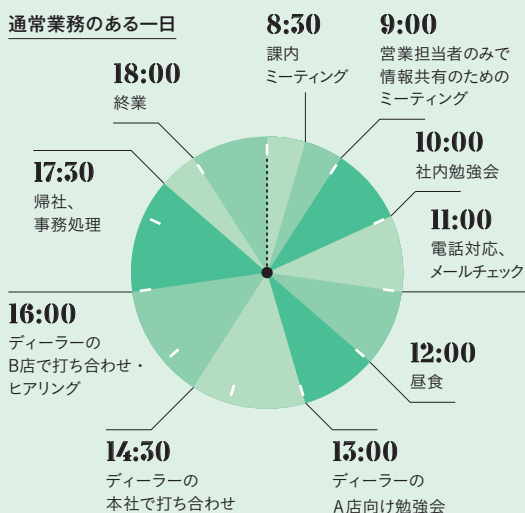 通常業務のある一日
8:30
課内
ミーティング
9:00
営業担当者のみで
情報共有のための
ミーティング
10:00
社内勉強会
11:00
電話対応、
メールチェック
12:00
昼食
13:00
ディーラーの
A店向け勉強会
14:30
ディーラーの
本社で打ち合わせ
16:00
ディーラーの
B店で打ち合わせ・
ヒアリング
17:30
帰社、
事務処理
18:00
終業